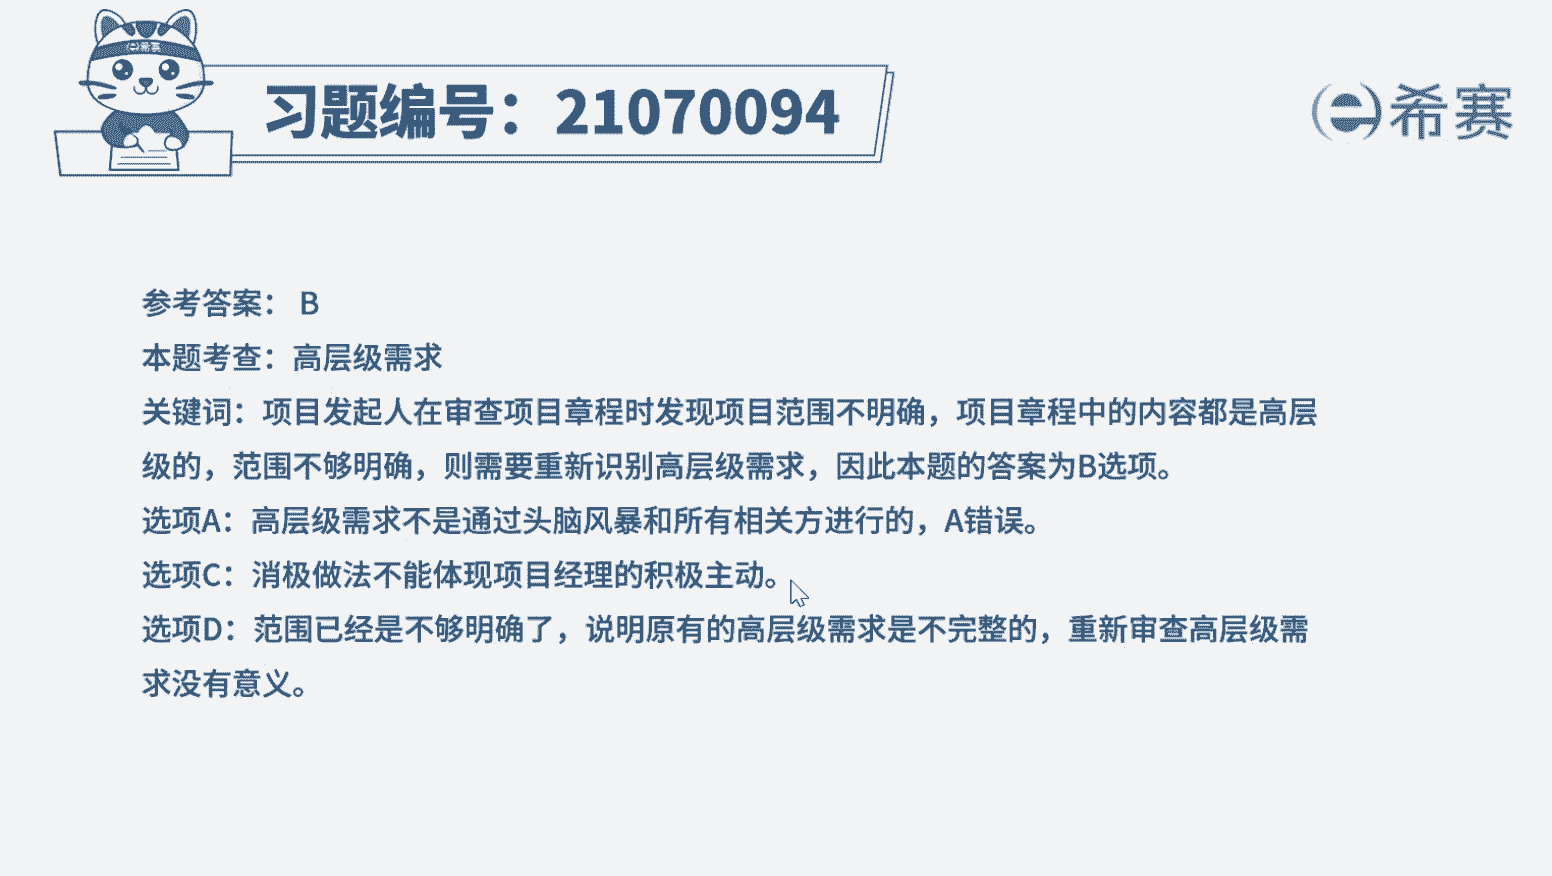 希赛
习题编号：21070094
希赛
参考答案： B
本题考查：高层级需求
关键词：项目发起人在审查项目章程时发现项目范围不明确，项目章程中的内容都是高层
级的，范围不够明确，则需要重新识别高层级需求，因此本题的答案为B选项。
选项A：高层级需求不是通过头脑风暴和所有相关方进行的，A错误。
选项C：消极做法不能体现项目经理的积极主动。
选项D：范围已经是不够明确了，说明原有的高层级需求是不完整的，重新审查高层级需
求没有意义。